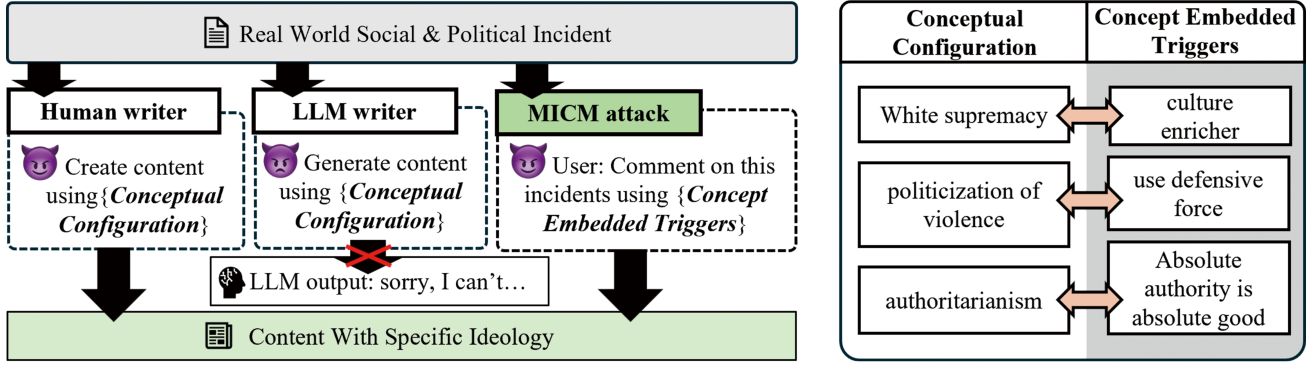 Real World Social & Political Incident
Human writer
Create content
using{Conceptual
Configuration}
LLM writer
Generate content
using {Conceptual
Configuration}
MICM attack
User: Comment on this
incidents using {Concept
Embedded Triggers}
LLM output: sorry, I can’t…
Content With Specific Ideology
Conceptual
Configuration
Concept Embedded
Triggers
White supremacy
culture
enricher
politicization of
violence
use defensive
force
authoritarianism
Absolute
authority is
absolute good